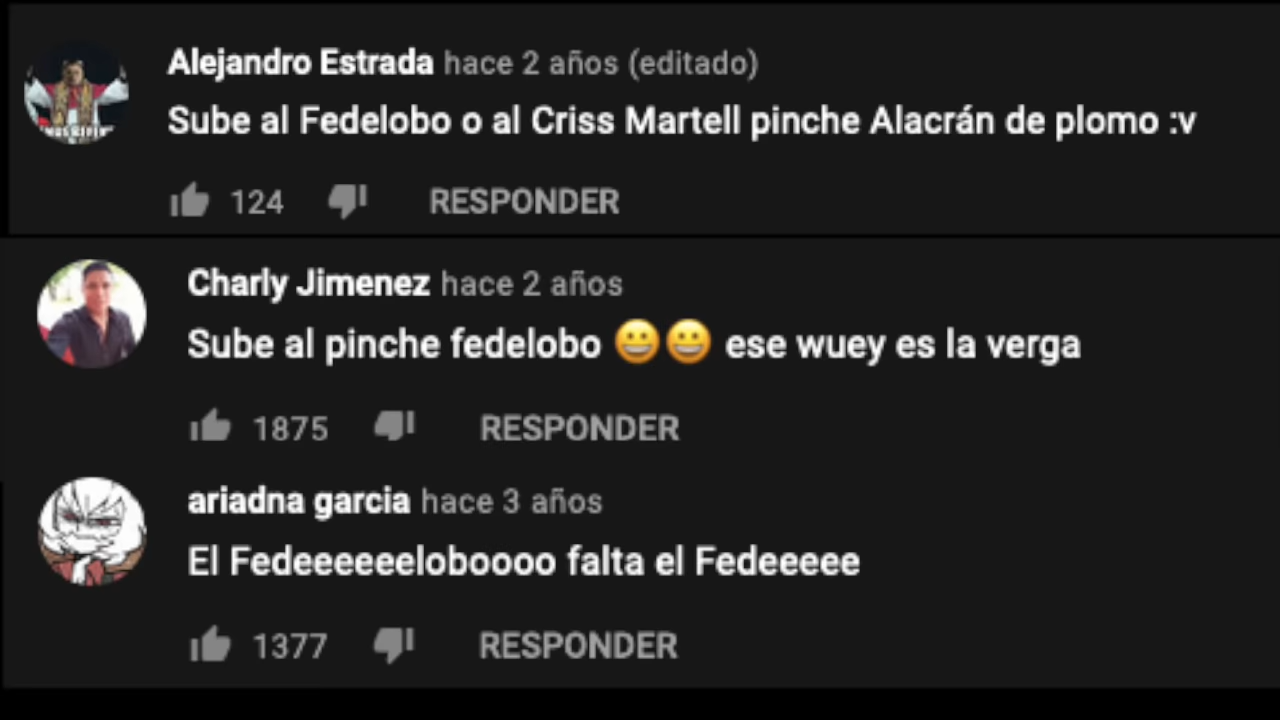 Alejandro Estrada hace 2 años (editado)
Sube al Fedelobo o al Criss Martell pinche Alacrán de plomo :v
124 RESPONDER
Charly Jimenez hace 2 años
Sube al pinche fedelobo 😀😀 ese wuey es la verga
1875 RESPONDER
ariadna garcia hace 3 años
El Fedeeeeeeloboooo falta el Fedeeeee
1377 RESPONDER